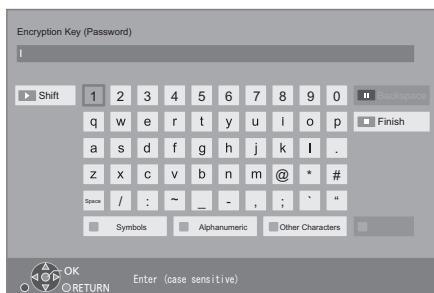 Encryption Key (Password)
Shift 1 2 3 4 5 6 7 8 9 0 Backspace
q w e r t y u i o p Finish
a s d f g h j k l .
z x c v b n m @ * #
Space / : ~ _ - , ; ` “
Symbols Alphanumeric Other Characters
OK
RETURN
Enter (case sensitive)